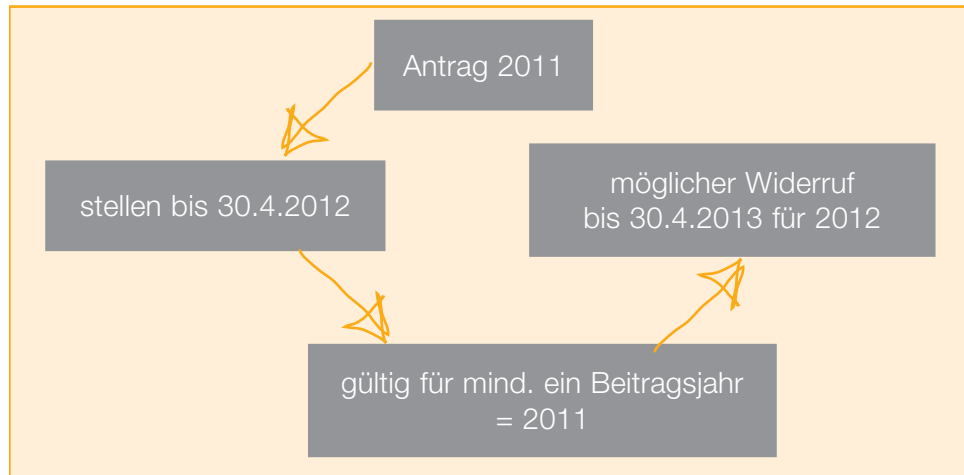 Antrag 2011
stellen bis 30.4.2012
gültig für mind. ein Beitragsjahr
= 2011
möglicher Widerruf
bis 30.4.2013 für 2012